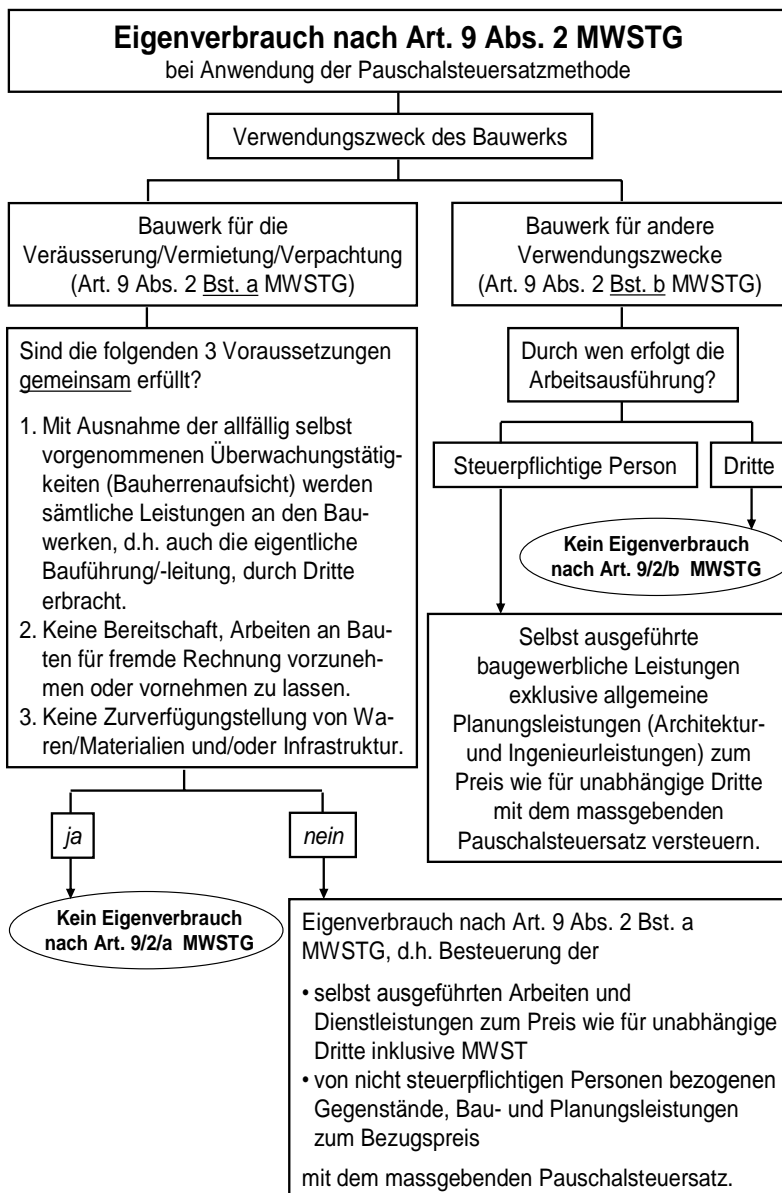 Eigenverbrauch nach Art. 9 Abs. 2 MWSTG
bei Anwendung der Pauschalsteuersatzmethode
Verwendungszweck des Bauwerks
Bauwerk für die
Veräusserung/Vermietung/Verpachtung
(Art. 9 Abs. 2 Bst. a MWSTG)
Bauwerk für andere
Verwendungszwecke
(Art. 9 Abs. 2 Bst. b MWSTG)
Sind die folgenden 3 Voraussetzungen
gemeinsam erfüllt?
1. Mit Ausnahme der allfällig selbst
vorgenommenen Überwachungstätig-
keiten (Bauherrenaufsicht) werden
sämtliche Leistungen an den Bau-
werken, d.h. auch die eigentliche
Bauführung/-leitung, durch Dritte
erbracht.
2. Keine Bereitschaft, Arbeiten an Bau-
ten für fremde Rechnung vorzuneh-
men oder vornehmen zu lassen.
3. Keine Zurverfügungstellung von Wa-
ren/Materialien und/oder Infrastruktur.
Durch wen erfolgt die
Arbeitsausführung?
Steuerpflichtige Person
Dritte
Kein Eigenverbrauch
nach Art. 9/2/b MWSTG
Selbst ausgeführte
baugewerbliche Leistungen
exklusive allgemeine
Planungsleistungen (Architektur-
und Ingenieurleistungen) zum
Preis wie für unabhängige Dritte
mit dem massgebenden
Pauschalsteuersatz versteuern.
ja
nein
Kein Eigenverbrauch
nach Art. 9/2/a MWSTG
Eigenverbrauch nach Art. 9 Abs. 2 Bst. a
MWSTG, d.h. Besteuerung der
• selbst ausgeführten Arbeiten und
Dienstleistungen zum Preis wie für unabhängige
Dritte inklusive MWST
• von nicht steuerpflichtigen Personen bezogenen
Gegenstände, Bau- und Planungsleistungen
zum Bezugspreis
mit dem massgebenden Pauschalsteuersatz.